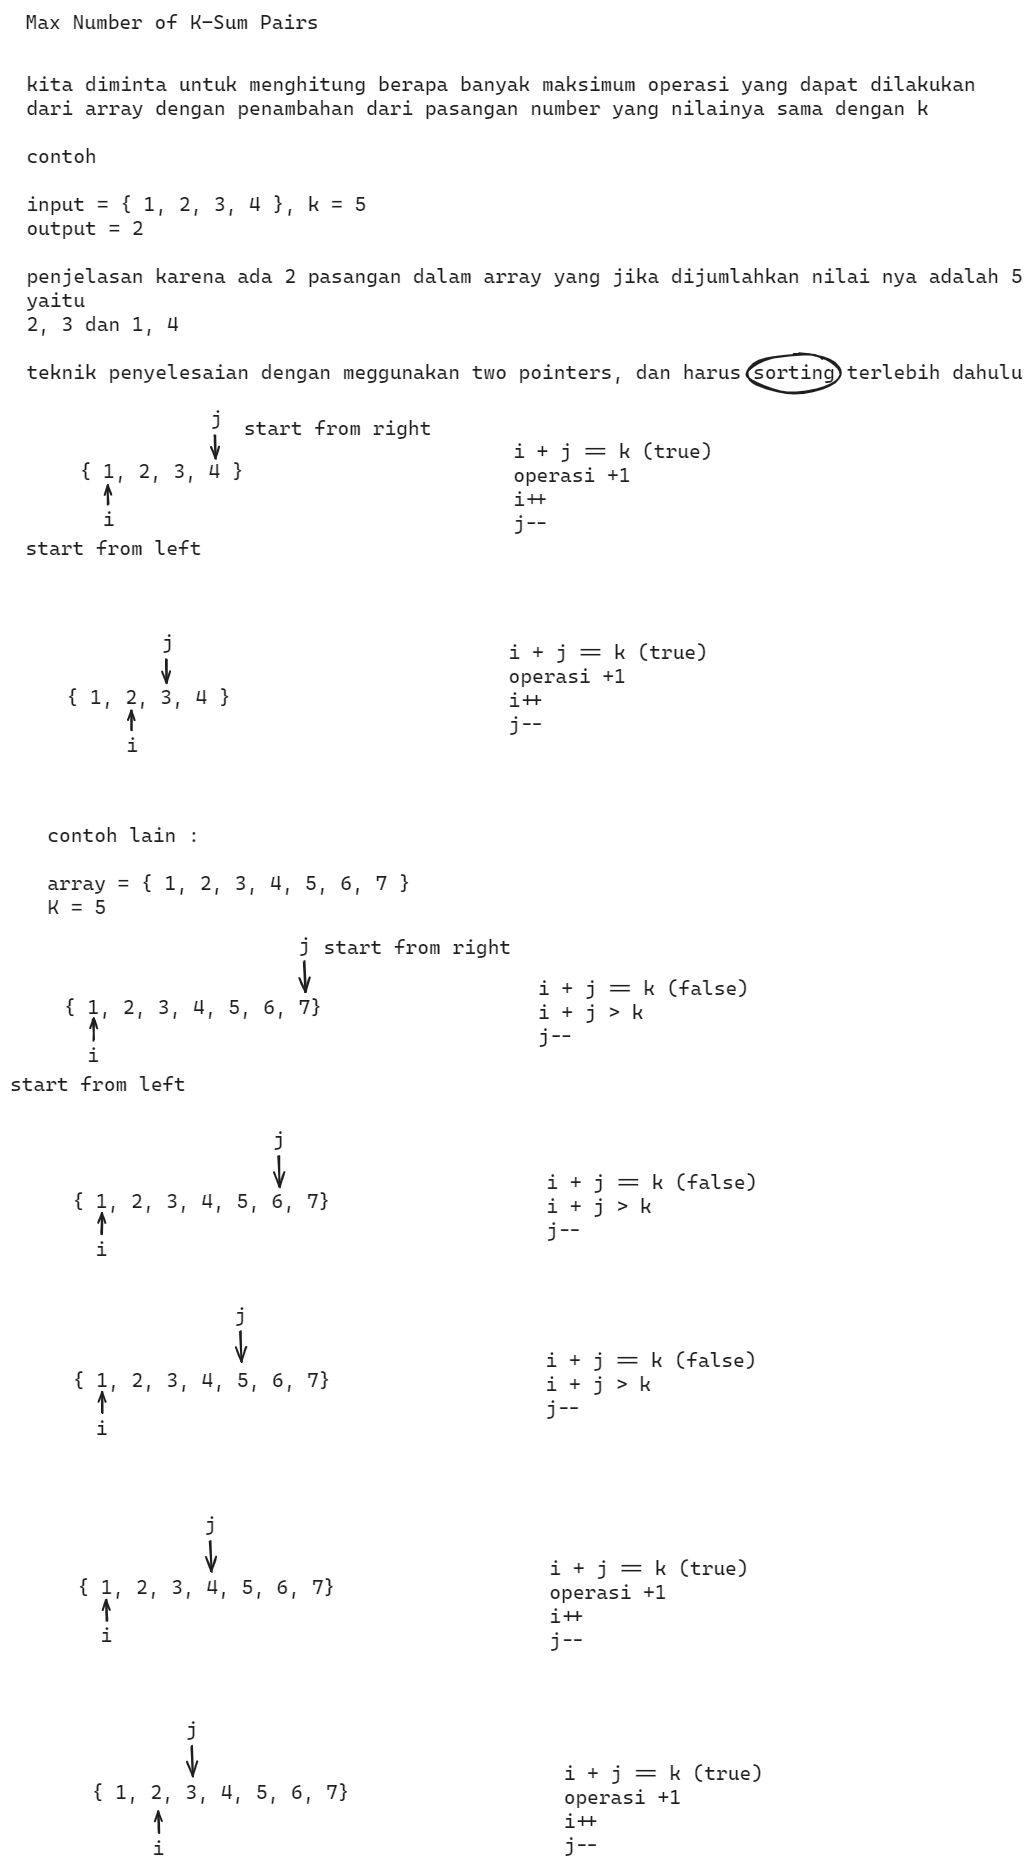 Max Number of K-Sum Pairs
kita diminta untuk menghitung berapa banyak maksimum operasi yang dapat dilakukan
dari array dengan penambahan dari pasangan number yang nilainya sama dengan k
contoh
input = { 1, 2, 3, 4 }, k = 5
output = 2
penjelasan karena ada 2 pasangan dalam array yang jika dijumlahkan nilai nya adalah 5
yaitu
2, 3 dan 1, 4
teknik penyelesaian dengan meggunakan two pointers, dan harus sorting terlebih dahulu
j
start from right
{ 1, 2, 3, 4 }
i
start from left
i + j == k (true)
operasi +1
i++
j--
j
{ 1, 2, 3, 4 }
i
i + j == k (true)
operasi +1
i++
j--
contoh lain :
array = { 1, 2, 3, 4, 5, 6, 7 }
K = 5
j start from right
{ 1, 2, 3, 4, 5, 6, 7}
i
start from left
i + j == k (false)
i + j > k
j--
j
{ 1, 2, 3, 4, 5, 6, 7}
i
i + j == k (false)
i + j > k
j--
j
{ 1, 2, 3, 4, 5, 6, 7}
i
i + j == k (false)
i + j > k
j--
j
{ 1, 2, 3, 4, 5, 6, 7}
i
i + j == k (true)
operasi +1
i++
j--
j
{ 1, 2, 3, 4, 5, 6, 7}
i
i + j == k (true)
operasi +1
i++
j--